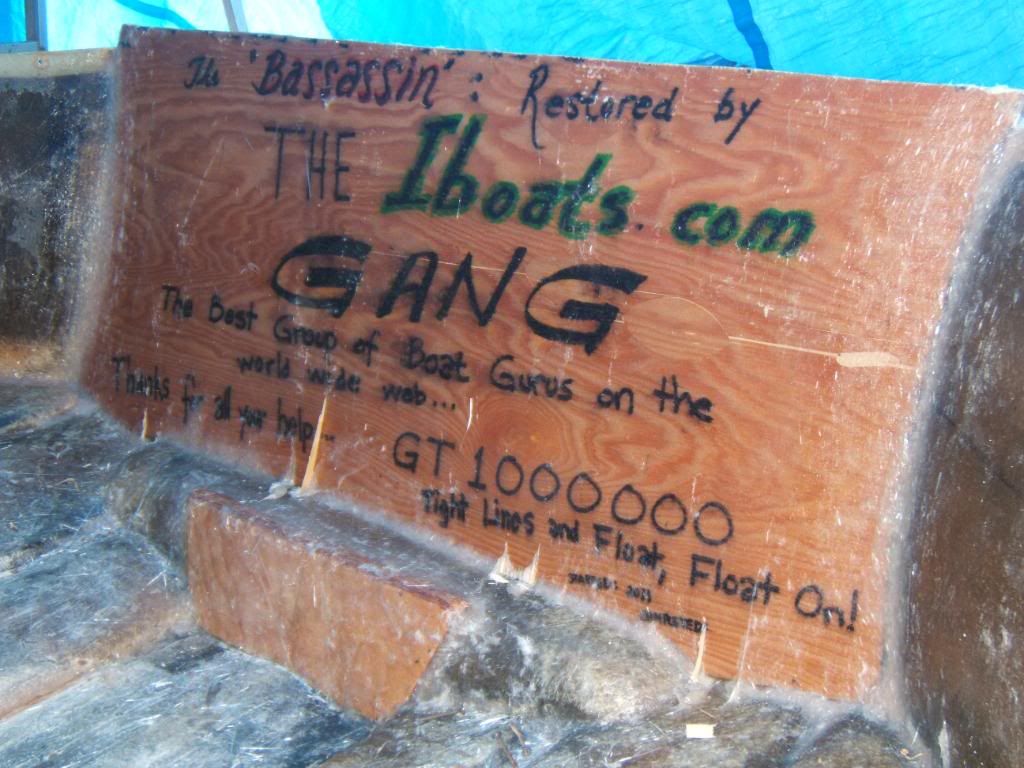 The 'Bassassin' : Restored by
THE Iboats.com
GANG
The Best Group of Boat Gurus on the
world wide web...
Thanks for all your help...
GT 1000000
Tight Lines and Float, Float On!
2013